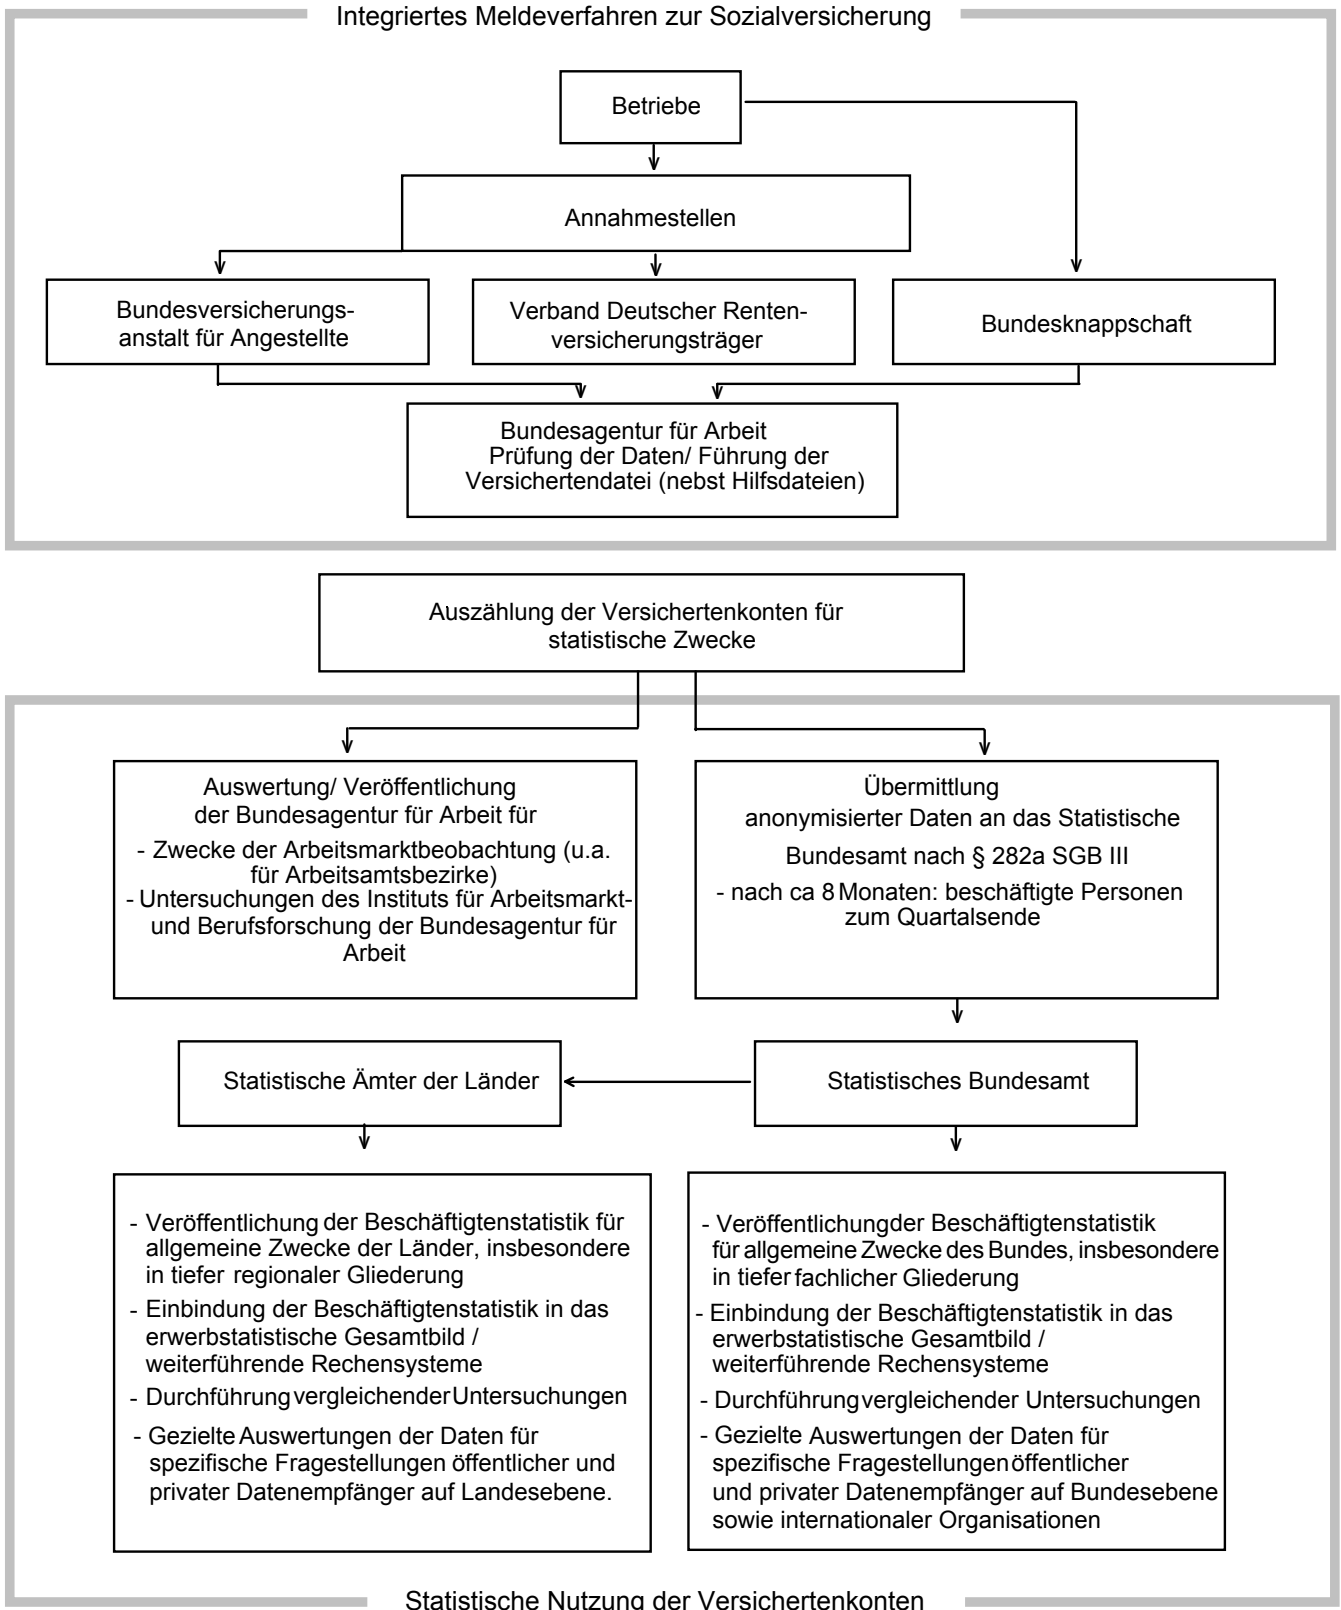 Integriertes Meldeverfahren zur Sozialversicherung
Betriebe
Annahmestellen
Bundesversicherungs-
anstalt für Angestellte
Verband Deutscher Renten-
versicherungsträger
Bundesknappschaft
Bundesagentur für Arbeit
Prüfung der Daten/ Führung der
Versichertendatei (nebst Hilfsdateien)
Auszählung der Versichertenkonten für
statistische Zwecke
Auswertung/ Veröffentlichung
der Bundesagentur für Arbeit für
- Zwecke der Arbeitsmarktbeobachtung (u.a.
für Arbeitsamtsbezirke)
- Untersuchungen des Instituts für Arbeitsmarkt-
und Berufsforschung der Bundesagentur für
Arbeit
Übermittlung
anonymisierter Daten an das Statistische
Bundesamt nach § 282a SGB III
- nach ca 8 Monaten: beschäftigte Personen
zum Quartalsende
Statistische Ämter der Länder
Statistisches Bundesamt
- Veröffentlichung der Beschäftigtenstatistik für
allgemeine Zwecke der Länder, insbesondere
in tiefer regionaler Gliederung
- Einbindung der Beschäftigtenstatistik in das
erwerbstatistische Gesamtbild /
weiterführende Rechensysteme
- Durchführung vergleichender Untersuchungen
- Gezielte Auswertungen der Daten für
spezifische Fragestellungen öffentlicher und
privater Datenempfänger auf Landesebene.
- Veröffentlichung der Beschäftigtenstatistik
für allgemeine Zwecke des Bundes, insbesondere
in tiefer fachlicher Gliederung
- Einbindung der Beschäftigtenstatistik in das
erwerbstatistische Gesamtbild /
weiterführende Rechensysteme
- Durchführung vergleichender Untersuchungen
- Gezielte Auswertungen der Daten für
spezifische Fragestellungen öffentlicher
und privater Datenempfänger auf Bundesebene
sowie internationaler Organisationen
Statistische Nutzung der Versichertenkonten